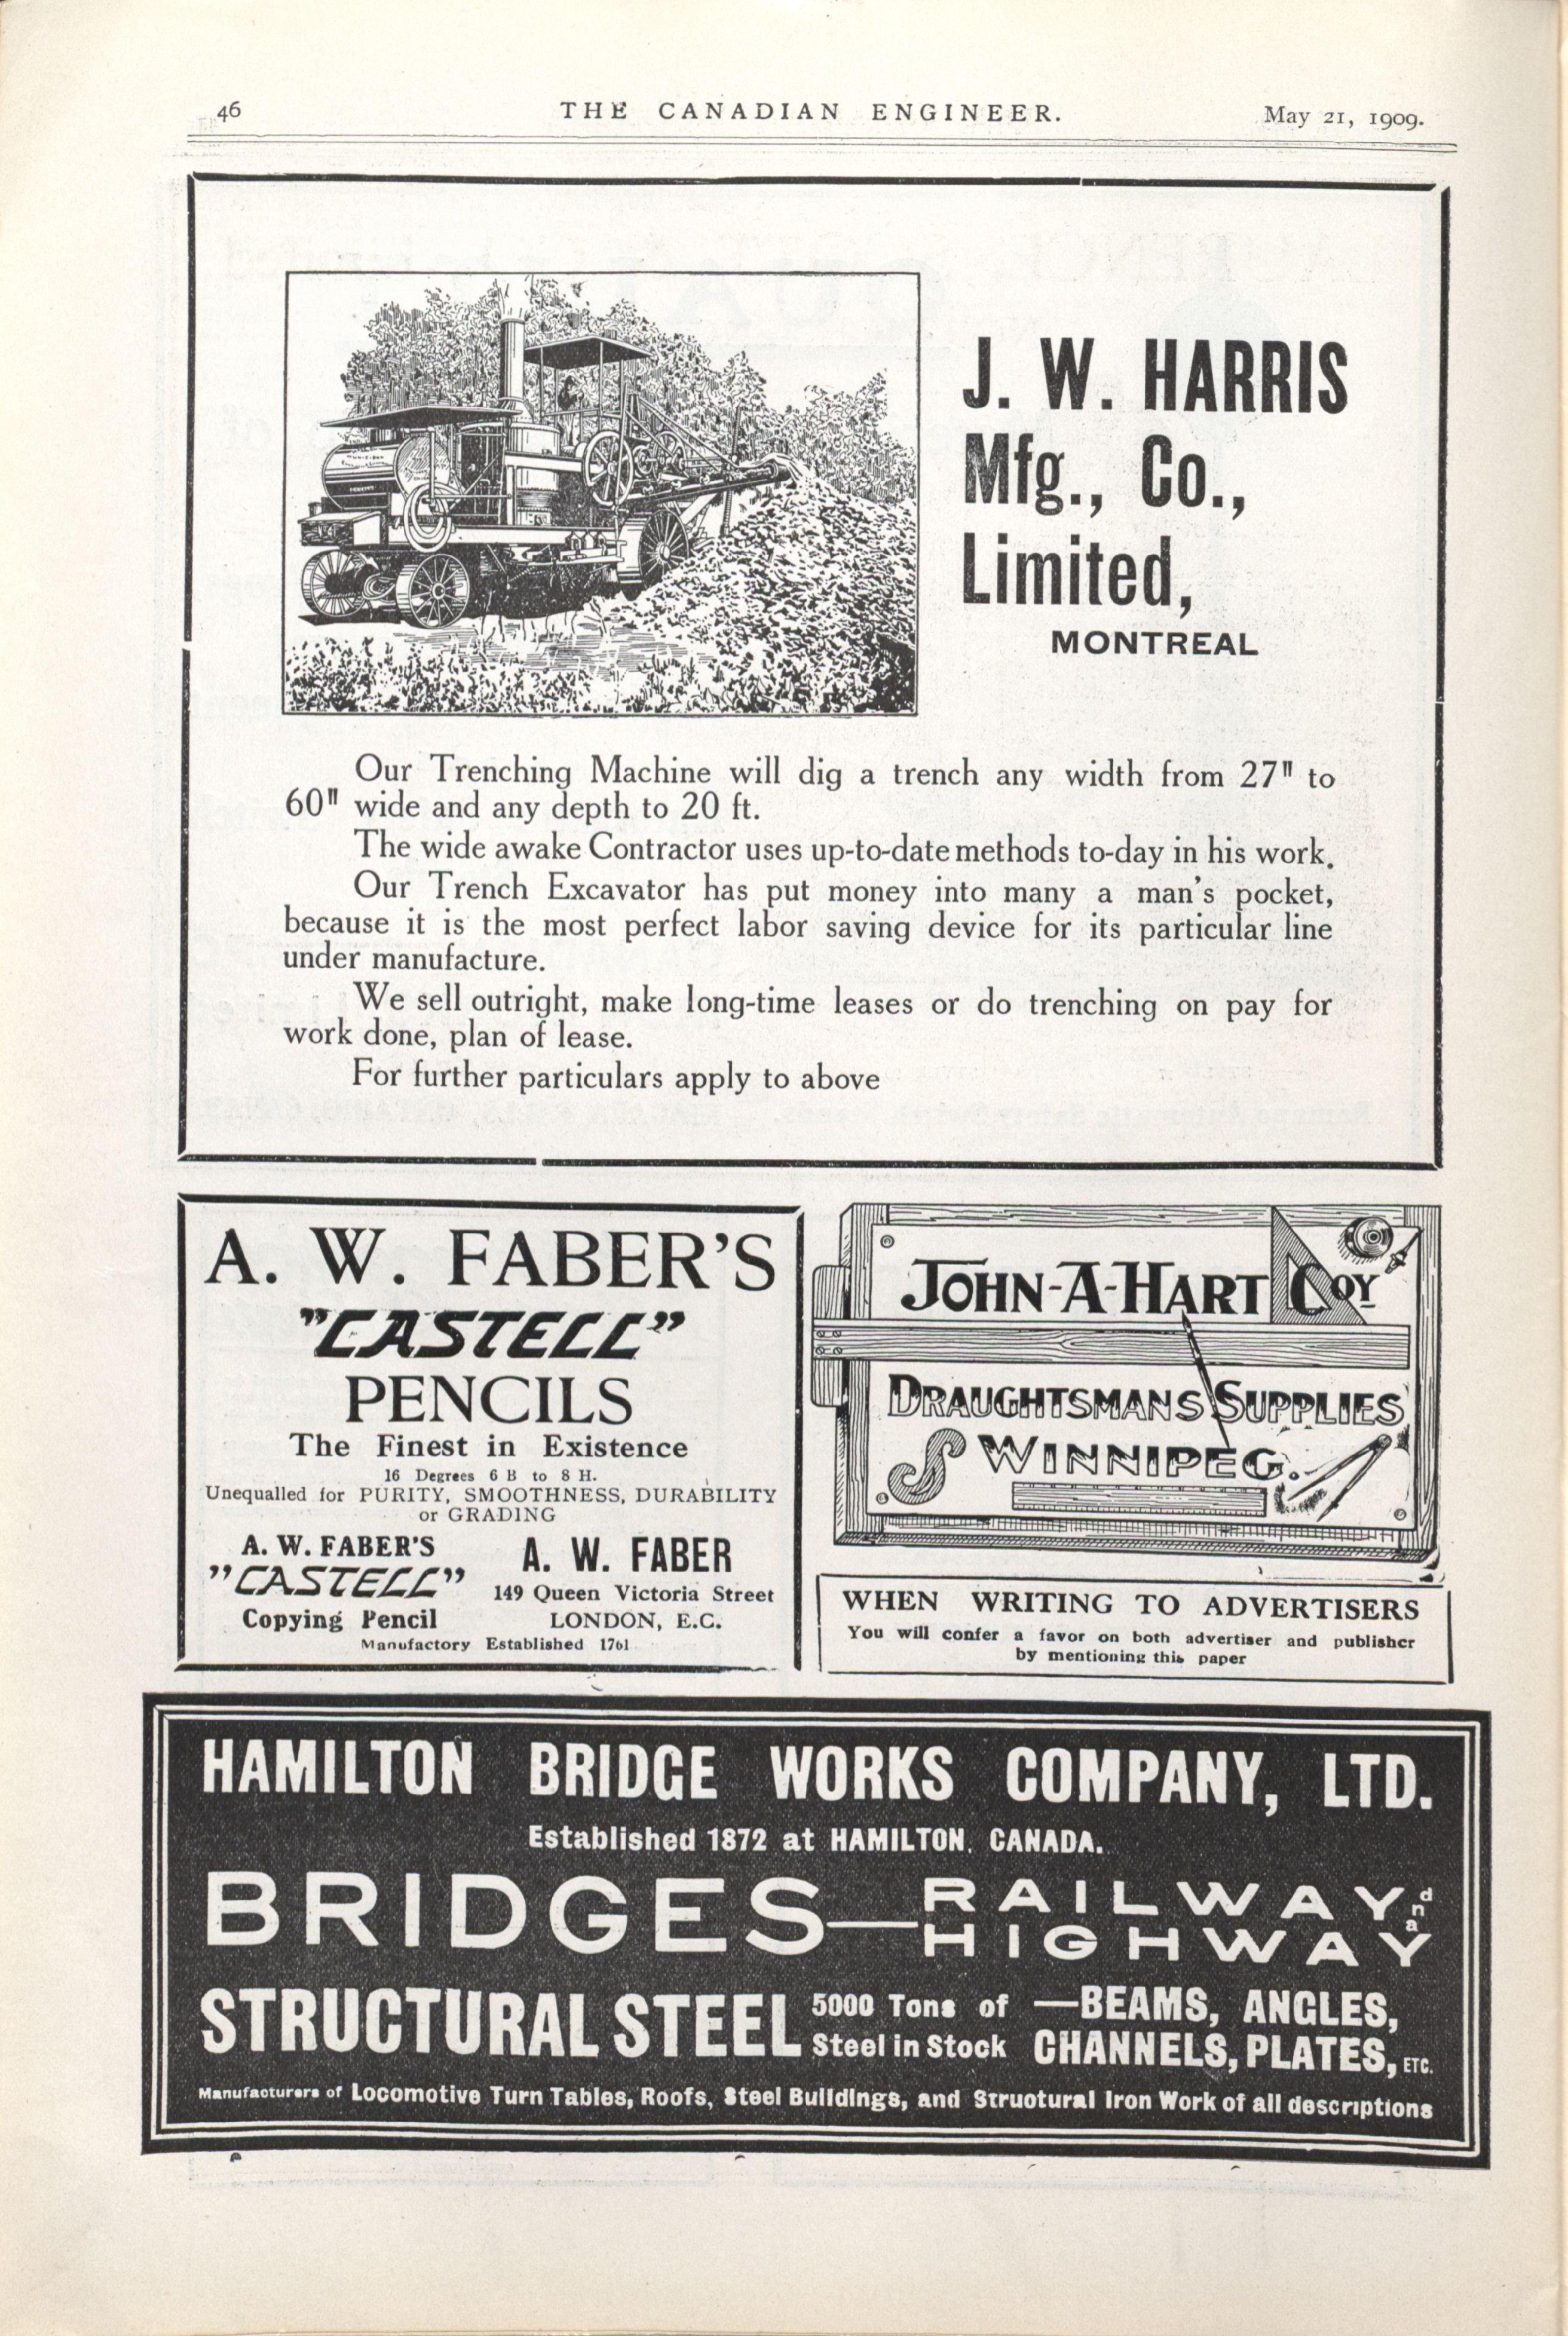 46 THE CANADIAN ENGINEER. May 21, 1909.
J. W. HARRIS
Mfg., Co.,
Limited,
MONTREAL
Our Trenching Machine will dig a trench any width from 27" to
60" wide and any depth to 20 ft.
The wide awake Contractor uses up-to-date methods to-day in his work.
Our Trench Excavator has put money into many a man's pocket,
because it is the most perfect labor saving device for its particular line
under manufacture.
We sell outright, make long-time leases or do trenching on pay for
work done, plan of lease.
For further particulars apply to above
A. W. FABER'S
"CASTELL"
PENCILS
The Finest in Existence
16 Degrees 6 B to 8 H.
Unequalled for PURITY, SMOOTHNESS, DURABILITY
or GRADING
A. W. FABER'S
"CASTELL"
Copying Pencil
A. W. FABER
149 Queen Victoria Street
LONDON, E.C.
Manufactory Established 1761
JOHN-A-HART COY
DRAUGHTSMANS SUPPLIES
WINNIPEG.
WHEN WRITING TO ADVERTISERS
You will confer a favor on both advertiser and publisher
by mentioning this paper
HAMILTON BRIDGE WORKS COMPANY, LTD.
Established 1872 at HAMILTON, CANADA.
BRIDGES—RAILWAY and
HIGHWAY
STRUCTURAL STEEL 5000 Tons of
Steel in Stock
—BEAMS, ANGLES,
CHANNELS, PLATES, ETC.
Manufacturers of Locomotive Turn Tables, Roofs, Steel Buildings, and Structural Iron Work of all descriptions